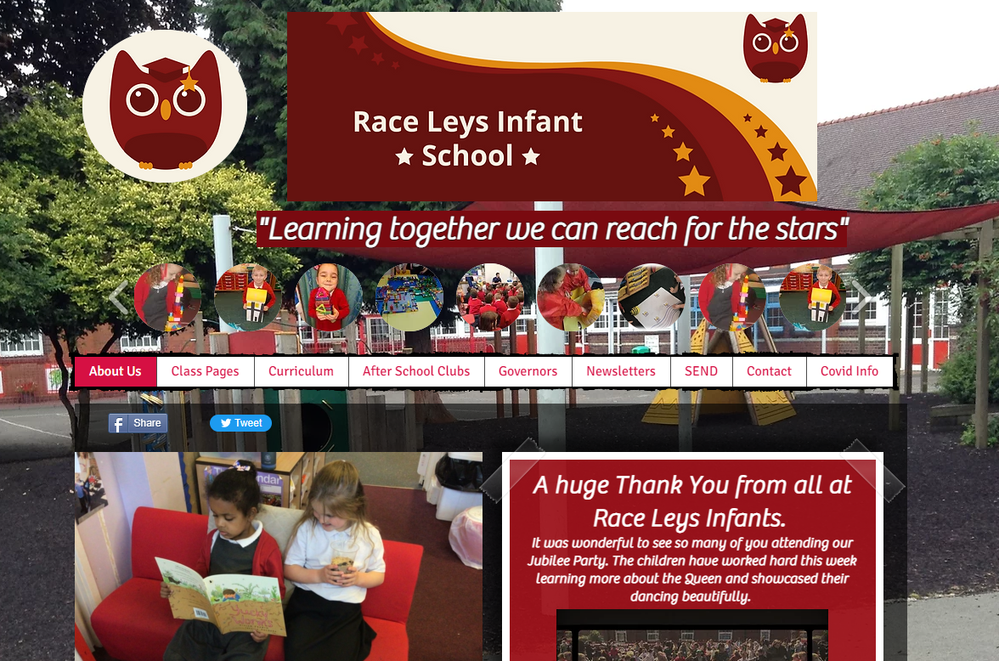 Race Leys Infant
School
"Learning together we can reach for the stars"
About Us
Class Pages
Curriculum
After School Clubs
Governors
Newsletters
SEND
Contact
Covid Info
Share
Tweet
A huge Thank You from all at
Race Leys Infants.
It was wonderful to see so many of you attending our
Jubilee Party. The children have worked hard this week
learning more about the Queen and showcased their
dancing beautifully.